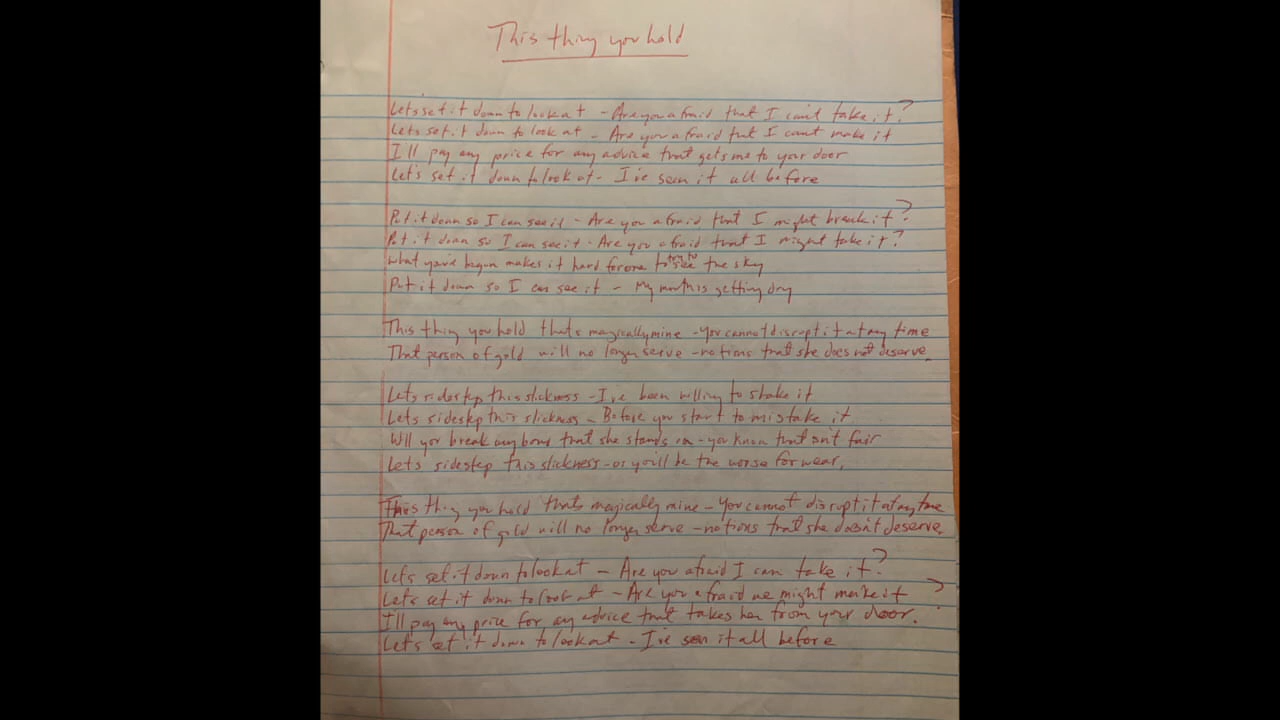 This thing you hold
Lets set it down to look at - Are you afraid that I can't take it?
Lets set it down to look at - Are you afraid that I can't make it
I'll pay any price for any advice that gets me to your door
Let's set it down to look at - I've seen it all before
Put it down so I can see it - Are you afraid that I might break it?
Put it down so I can see it - Are you afraid that I might take it?
What you've begun makes it hard for one to try to see the sky
Put it down so I can see it - My mouth is getting dry
This thing you hold that's magically mine - You cannot disrupt it at any time
That person of gold will no longer serve - notions that she does not deserve.
Lets sidestep this slickness - I've been willing to shake it
Lets sidestep this slickness - Before you start to mistake it
Will you break any bone that she stands on - you know that isn't fair
Let's sidestep this slickness - or you'll be the worse for wear.
This thing you hold that's magically mine - You cannot disrupt it at any time
That person of gold will no longer serve - notions that she doesn't deserve.
Let's set it down to look at - Are you afraid I can take it?
Let's set it down to look at - Are you afraid we might make it?
I'll pay any price for any advice that takes her from your door.
Let's set it down to look at - I've seen it all before